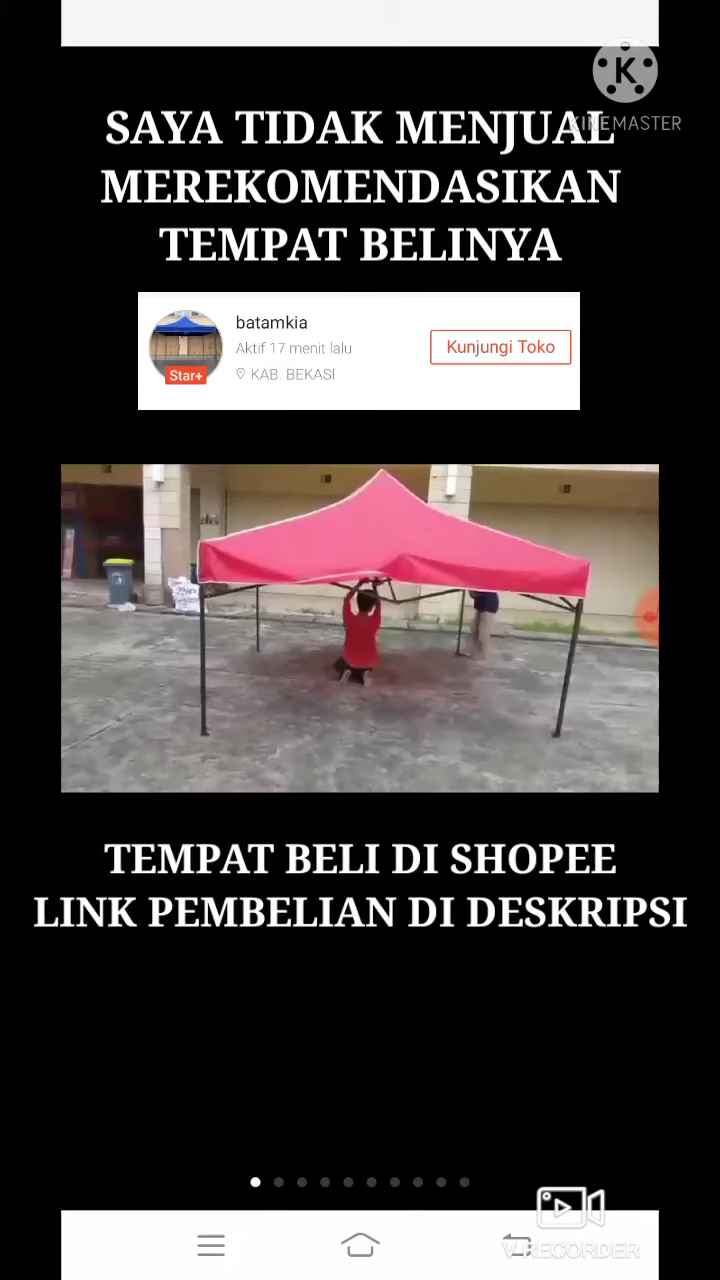 KINEMASTER
SAYA TIDAK MENJUAL
MEREKOMENDASIKAN
TEMPAT BELINYA
batamkia
Aktif 17 menit lalu
KAB. BEKASI
Star+
Kunjungi Toko
TEMPAT BELI DI SHOPEE
LINK PEMBELIAN DI DESKRIPSI
V RECORDER